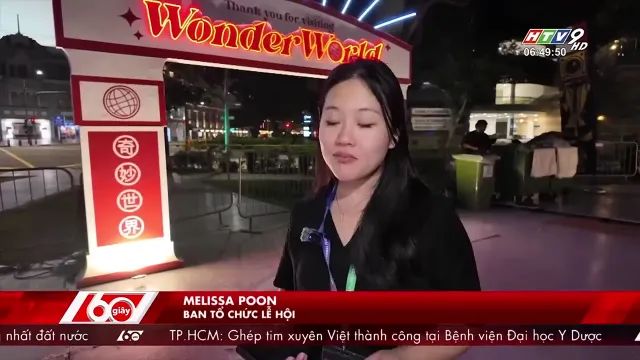 Thank you for visiting
WonderWorld
HTV9
HD
06:49:50
奇
妙
世
界
MELISSA POON
BAN TỔ CHỨC LỄ HỘI
60 giây
nhất đất nước
60
TP.HCM: Ghép tim xuyên Việt thành công tại Bệnh viện Đại học Y Dược